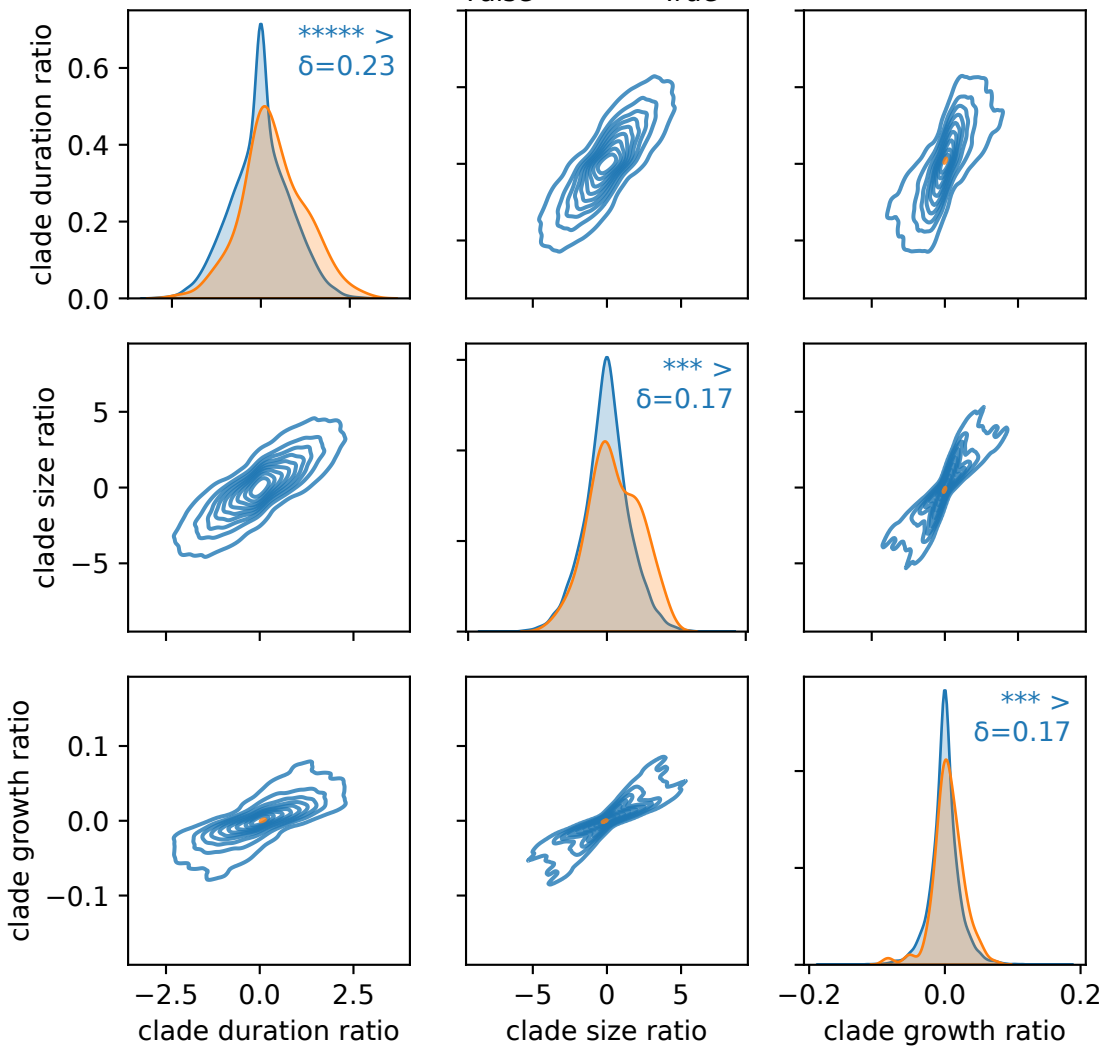 ***** >
δ=0.23
clade duration ratio
0.6
0.4
0.2
0.0
*** >
δ=0.17
clade size ratio
5
0
−5
*** >
δ=0.17
clade growth ratio
0.1
0.0
−0.1
−2.5 0.0 2.5
−5 0 5
−0.2 0.0 0.2
clade duration ratio
clade size ratio
clade growth ratio